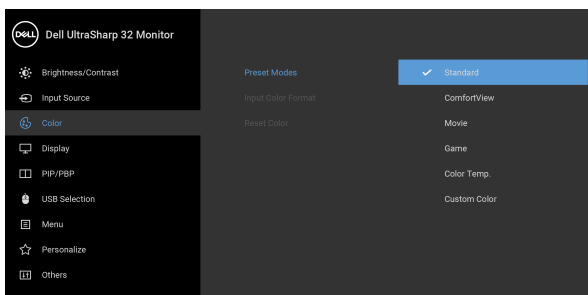 DELL Dell UltraSharp 32 Monitor
Brightness/Contrast
Input Source
Color
Display
PIP/PBP
USB Selection
Menu
Personalize
Others
Preset Modes
Input Color Format
Reset Color
Standard
ComfortView
Movie
Game
Color Temp.
Custom Color